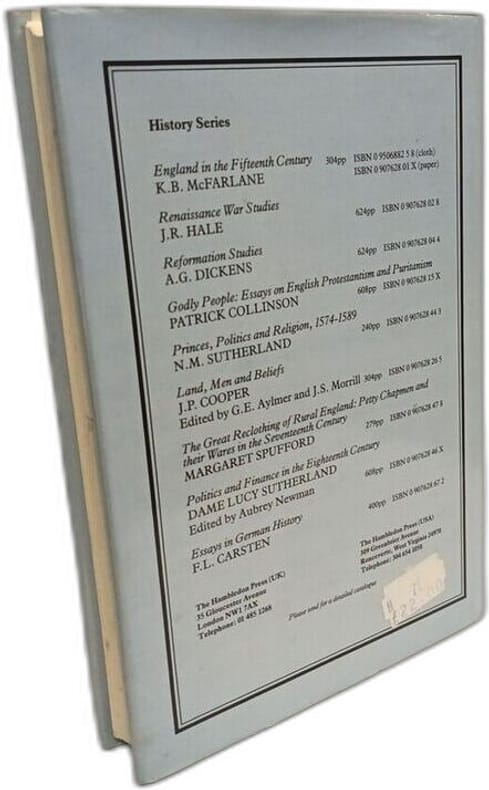 History Series
England in the Fifteenth Century 304pp ISBN 0 9506882 5 8 (cloth)
K.B. McFARLANE ISBN 0 907628 01 X (paper)
Renaissance War Studies
J.R. HALE 624pp ISBN 0 907628 02 8
Reformation Studies
A.G. DICKENS 624pp ISBN 0 907628 04 4
Godly People: Essays on English Protestantism and Puritanism
PATRICK COLLINSON 608pp ISBN 0 907628 15 X
Princes, Politics and Religion, 1574-1589
N.M. SUTHERLAND 240pp ISBN 0 907628 44 3
Land, Men and Beliefs
J.P. COOPER
Edited by G.E. Aylmer and J.S. Morrill 304pp ISBN 0 907628 26 5
The Great Reclothing of Rural England: Petty Chapmen and
their Wares in the Seventeenth Century
MARGARET SPUFFORD 279pp ISBN 0 907628 47 8
Politics and Finance in the Eighteenth Century
DAME LUCY SUTHERLAND
Edited by Aubrey Newman 608pp ISBN 0 907628 46 X
Essays in German History
F.L. CARSTEN 400pp ISBN 0 907628 67 2
The Hambledon Press (UK)
35 Gloucester Avenue
London NW1 7AX
Telephone: 01 485 1268
The Hambledon Press (USA)
309 Greenbrier Avenue
Ronceverte, West Virginia 24970
Telephone: 304 654 1058
Please send for a detailed catalogue